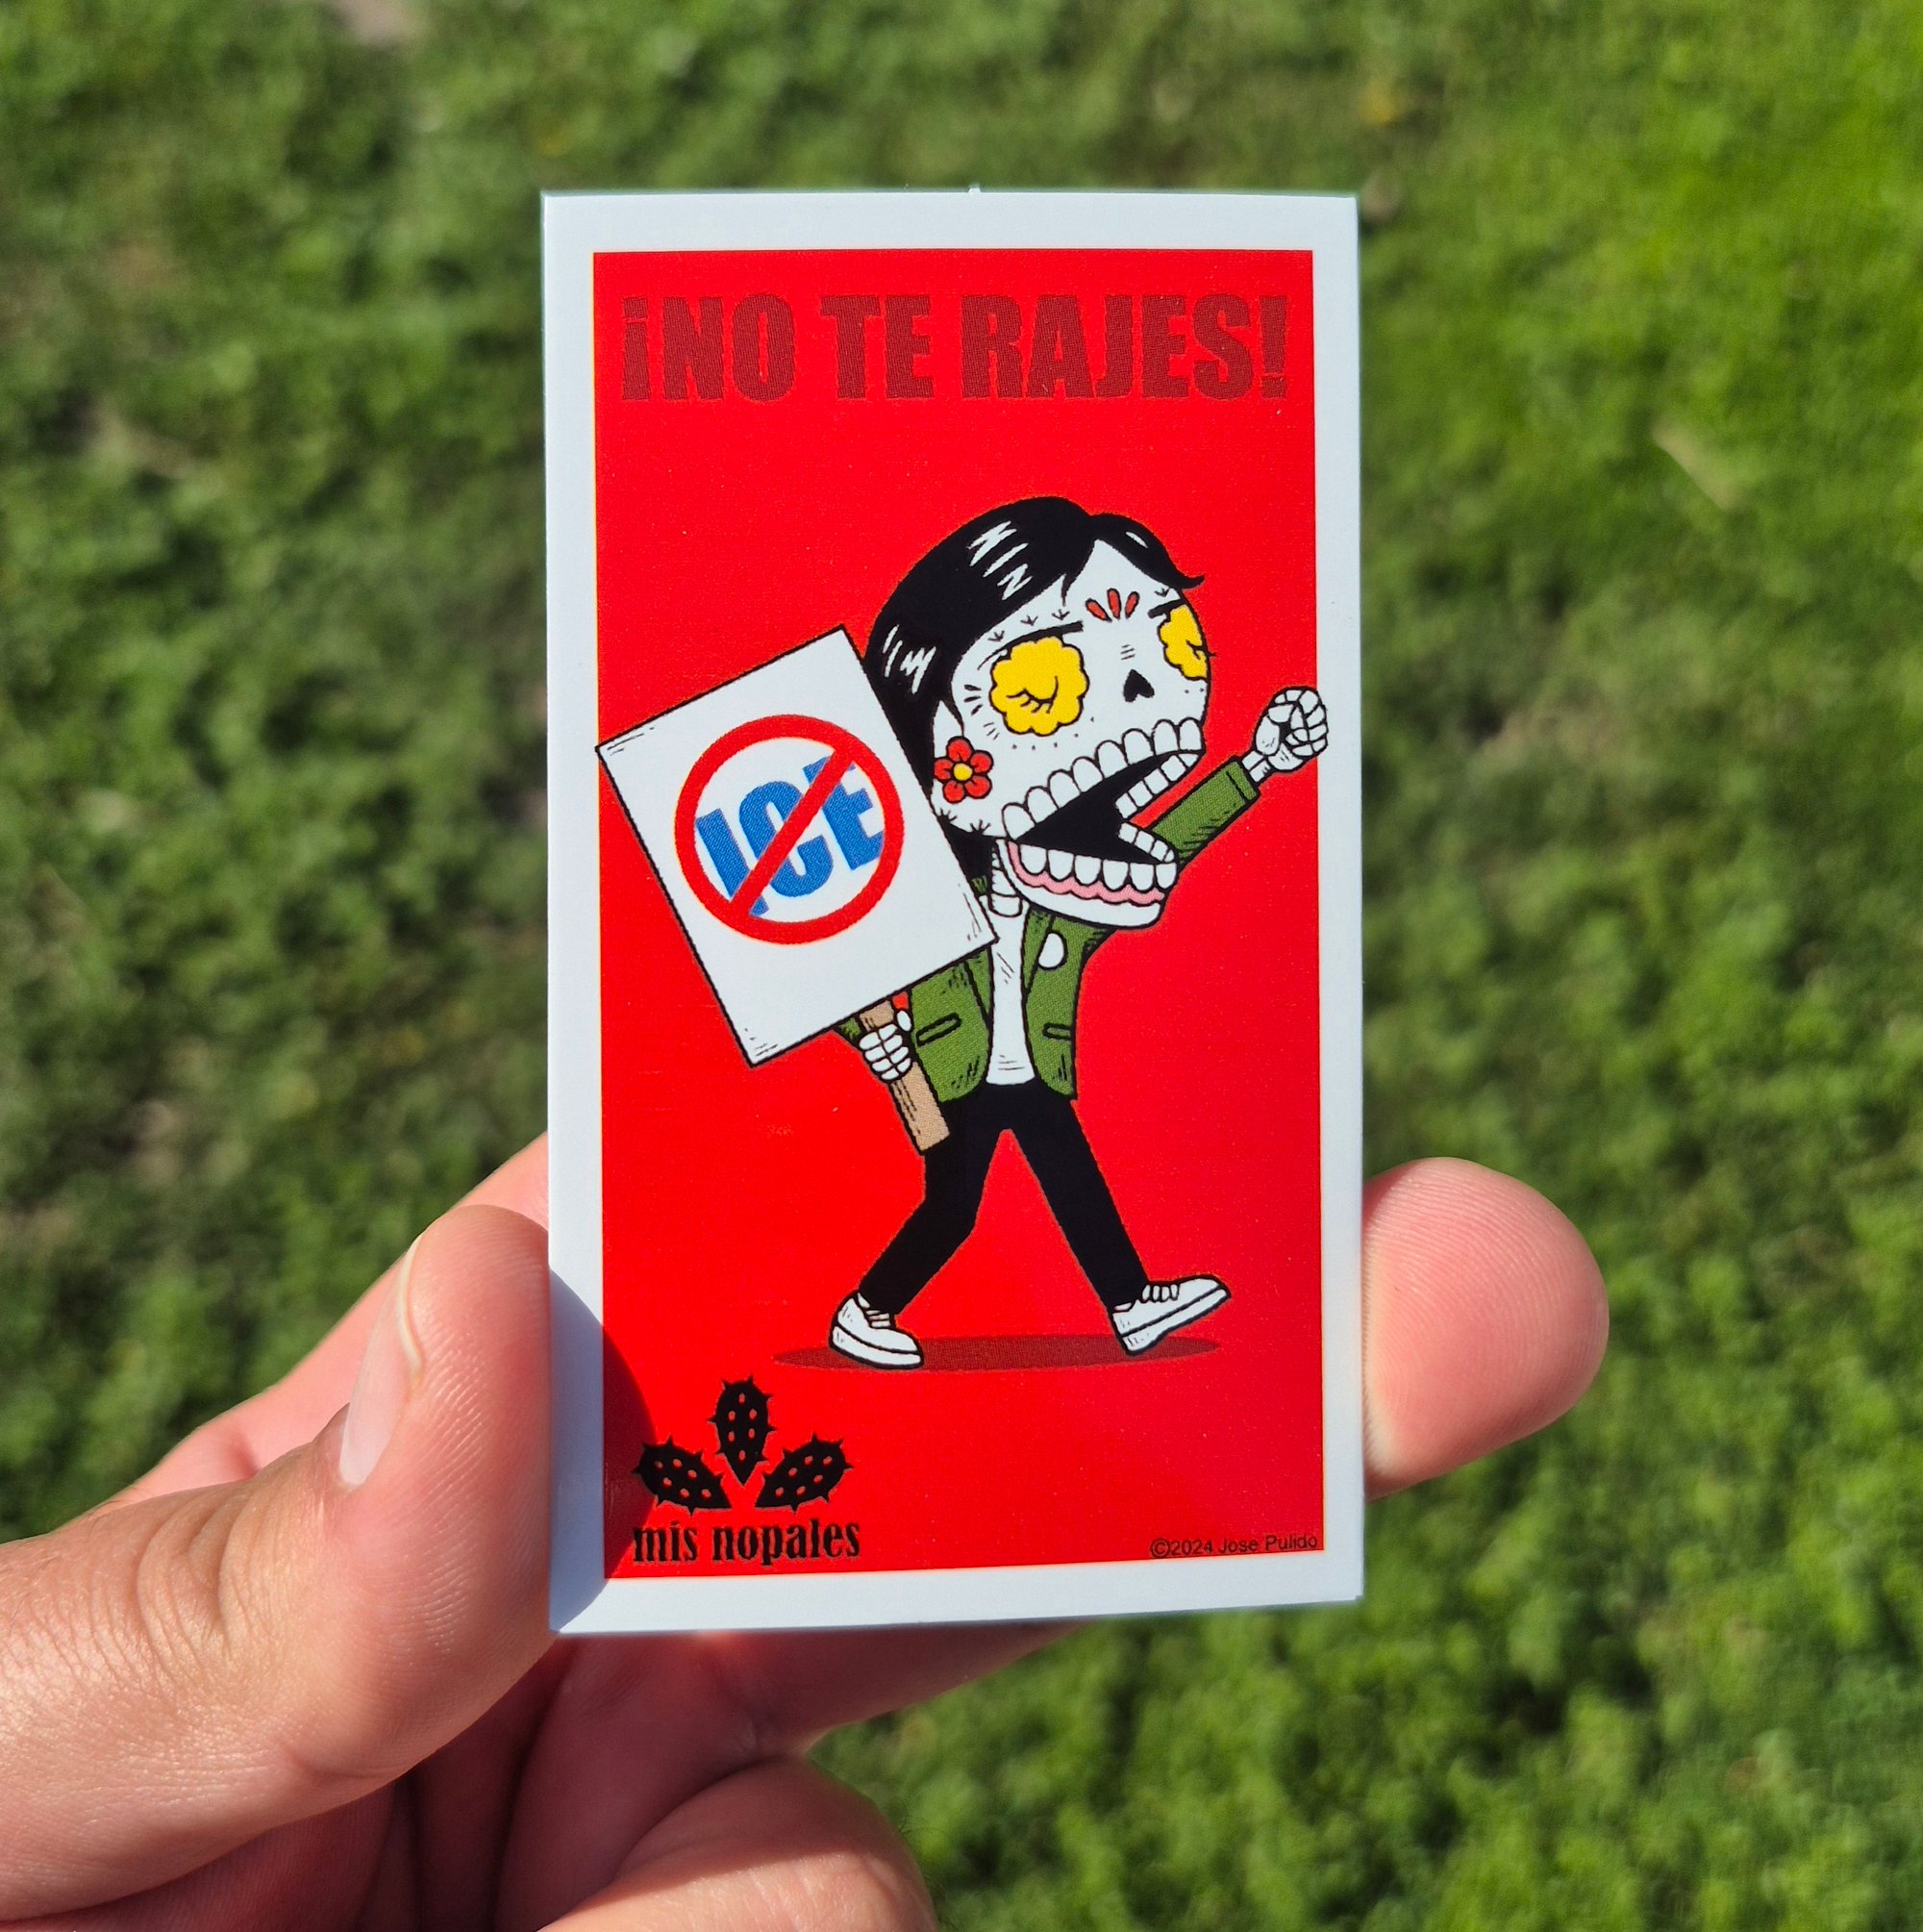 ¡NO TE RAJES!
ICE
mis nopales
©2024 Jose Pulido